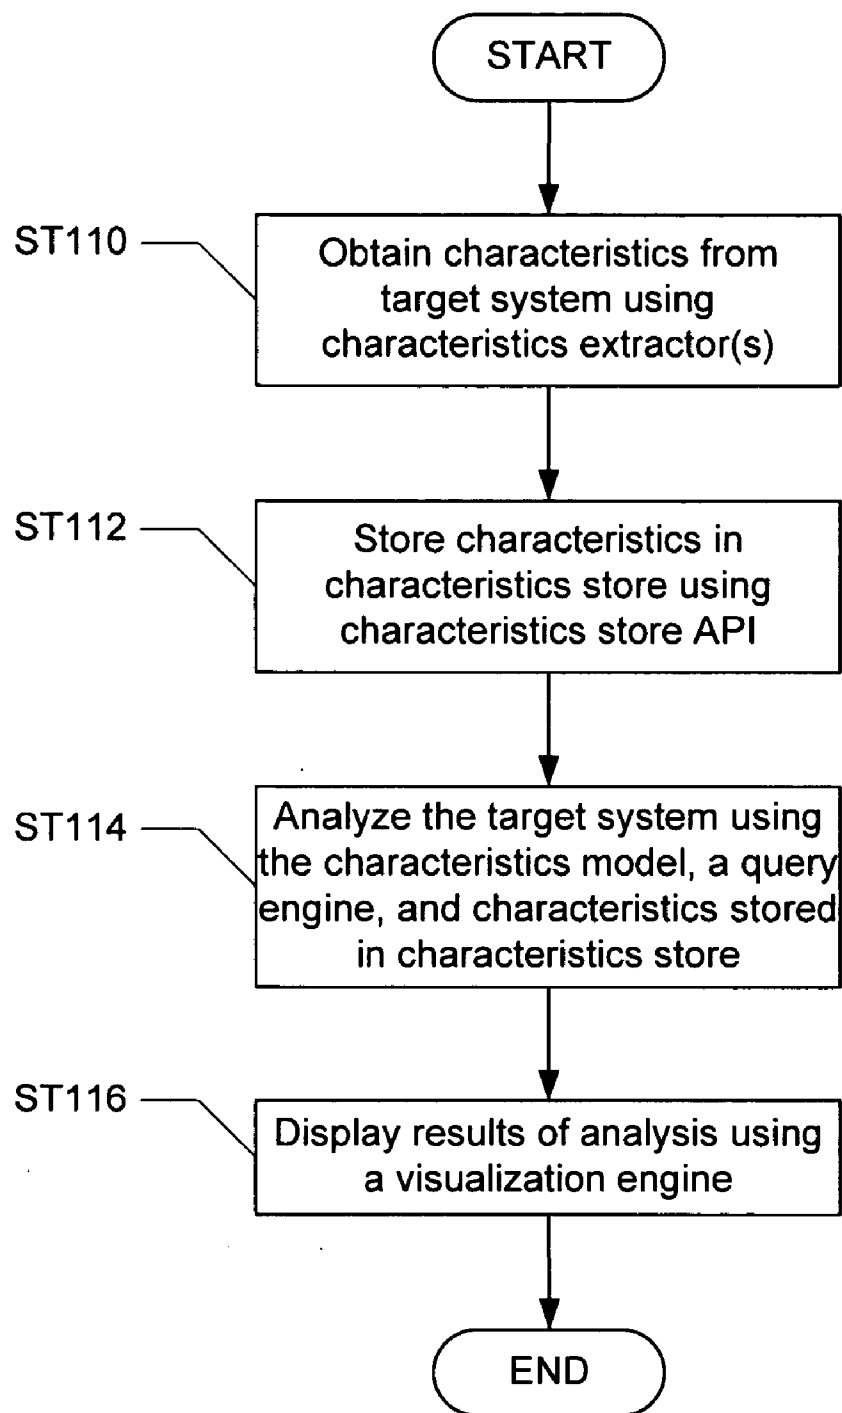 START
ST110
Obtain characteristics from
target system using
characteristics extractor(s)
ST112
Store characteristics in
characteristics store using
characteristics store API
ST114
Analyze the target system using
the characteristics model, a query
engine, and characteristics stored
in characteristics store
ST116
Display results of analysis using
a visualization engine
END